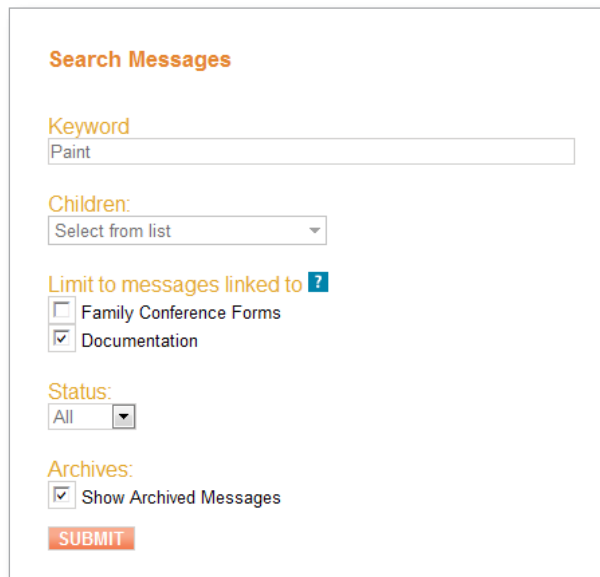 Search Messages
Keyword
Paint
Children:
Select from list
Limit to messages linked to ?
Family Conference Forms
Documentation
Status:
All
Archives:
Show Archived Messages
SUBMIT